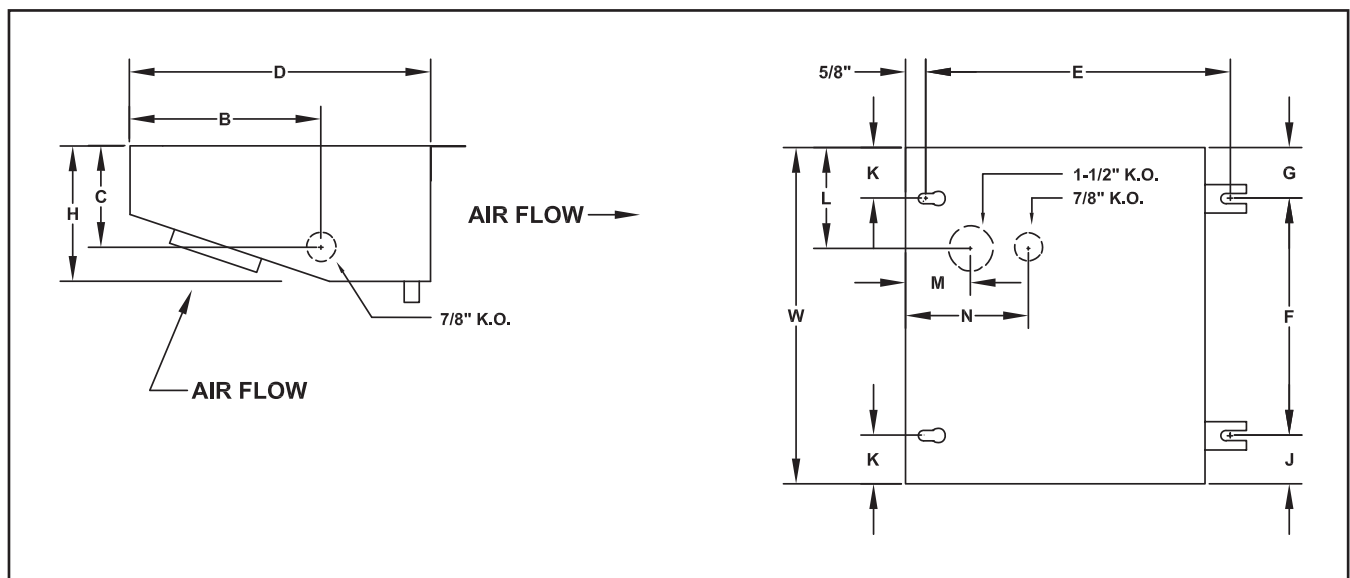 D
B
H
C
AIR FLOW
7/8" K.O.
AIR FLOW
5/8"
E
K
L
1-1/2" K.O.
7/8" K.O.
G
M
N
W
F
K
J